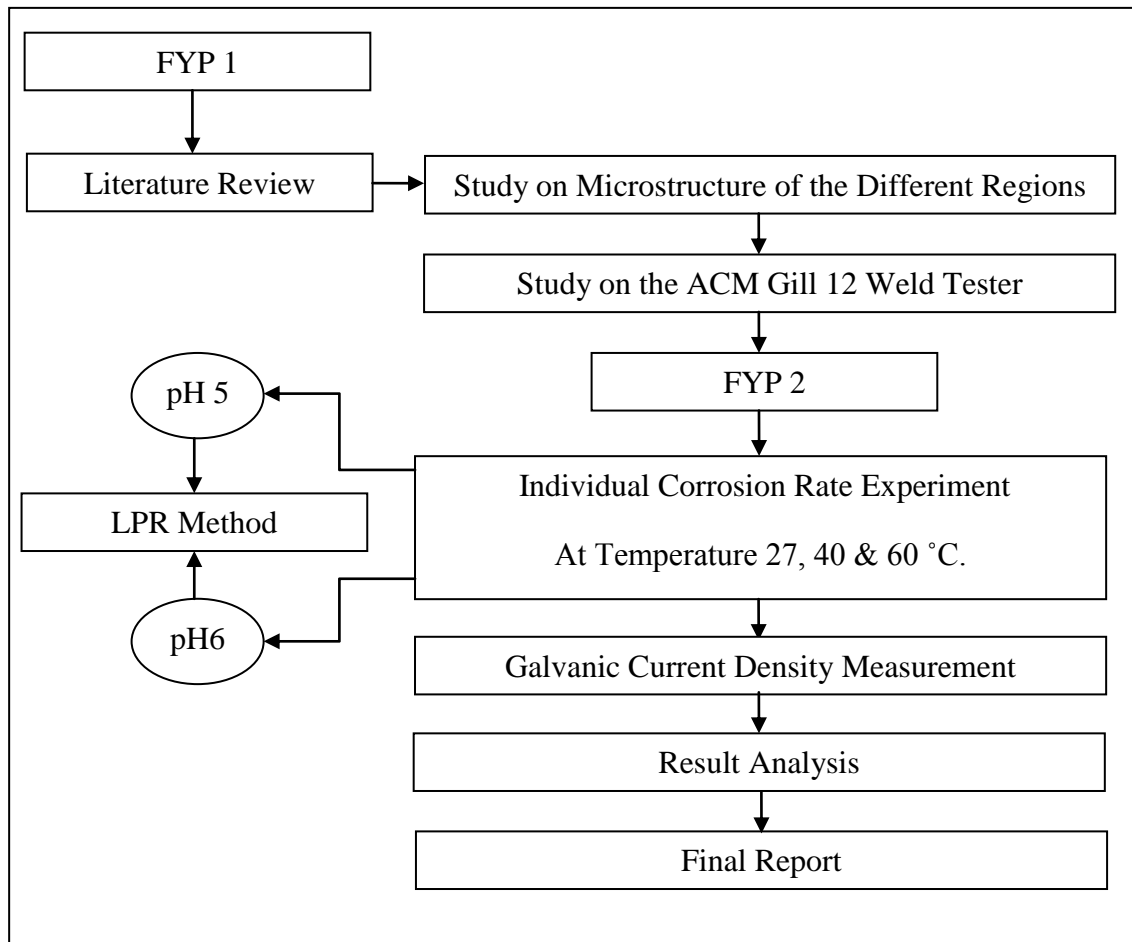 FYP 1
Literature Review
Study on Microstructure of the Different Regions
Study on the ACM Gill 12 Weld Tester
FYP 2
pH 5
Individual Corrosion Rate Experiment
At Temperature 27, 40 & 60 ˚C.
LPR Method
pH6
Galvanic Current Density Measurement
Result Analysis
Final Report